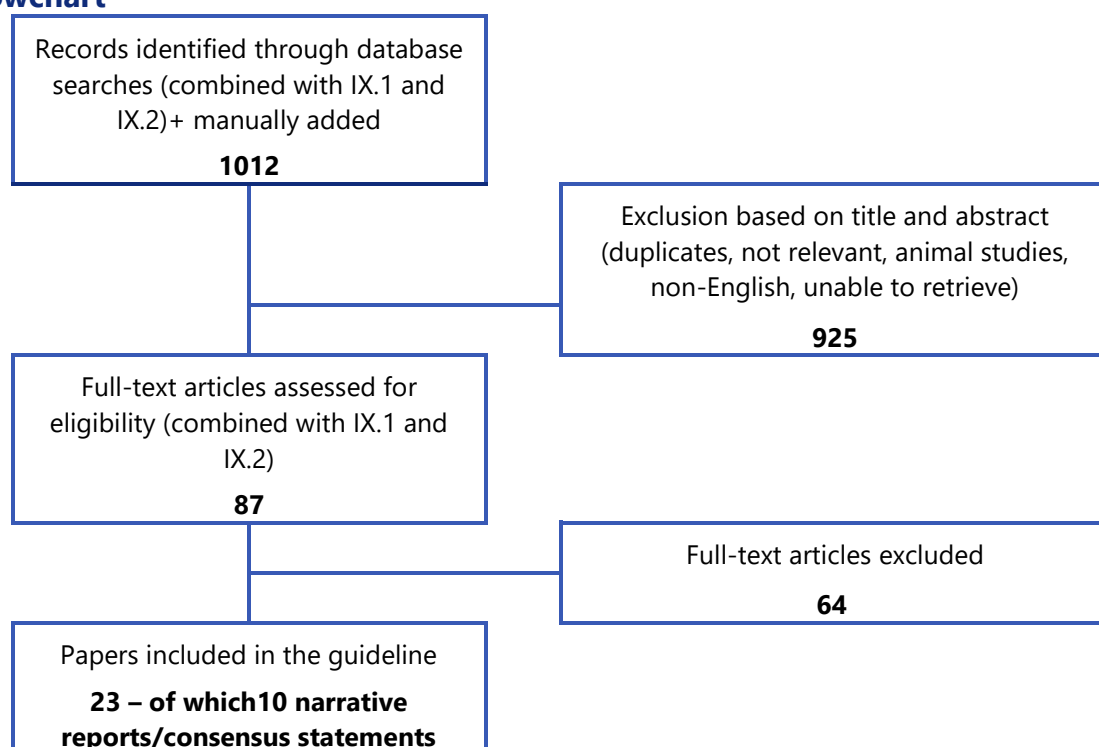 Records identified through database
searches (combined with IX.1 and
IX.2)+ manually added
1012
Exclusion based on title and abstract
(duplicates, not relevant, animal studies,
non-English, unable to retrieve)
925
Full-text articles assessed for
eligibility (combined with IX.1 and
IX.2)
87
Full-text articles excluded
64
Papers included in the guideline
23 – of which10 narrative
reports/consensus statements